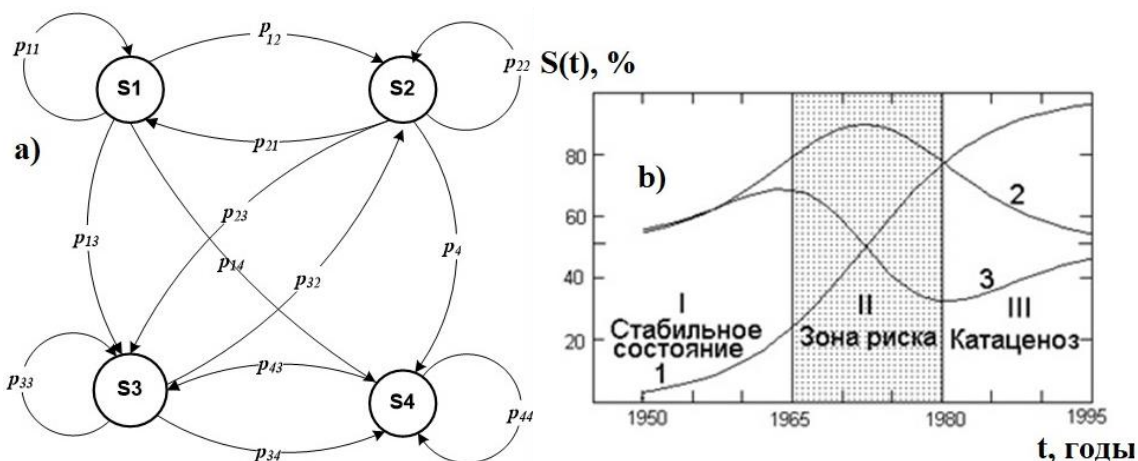 a)
p11
p12
S1
S2
p22
p21
p13
p23
p14
p32
p4
p33
S3
p43
S4
p44
p34
S(t), %
b)
80
60
40
20
2
3
1
I
Стабильное
состояние
II
Зона риска
III
Катаценоз
1950 1965 1980 1995
t, годы